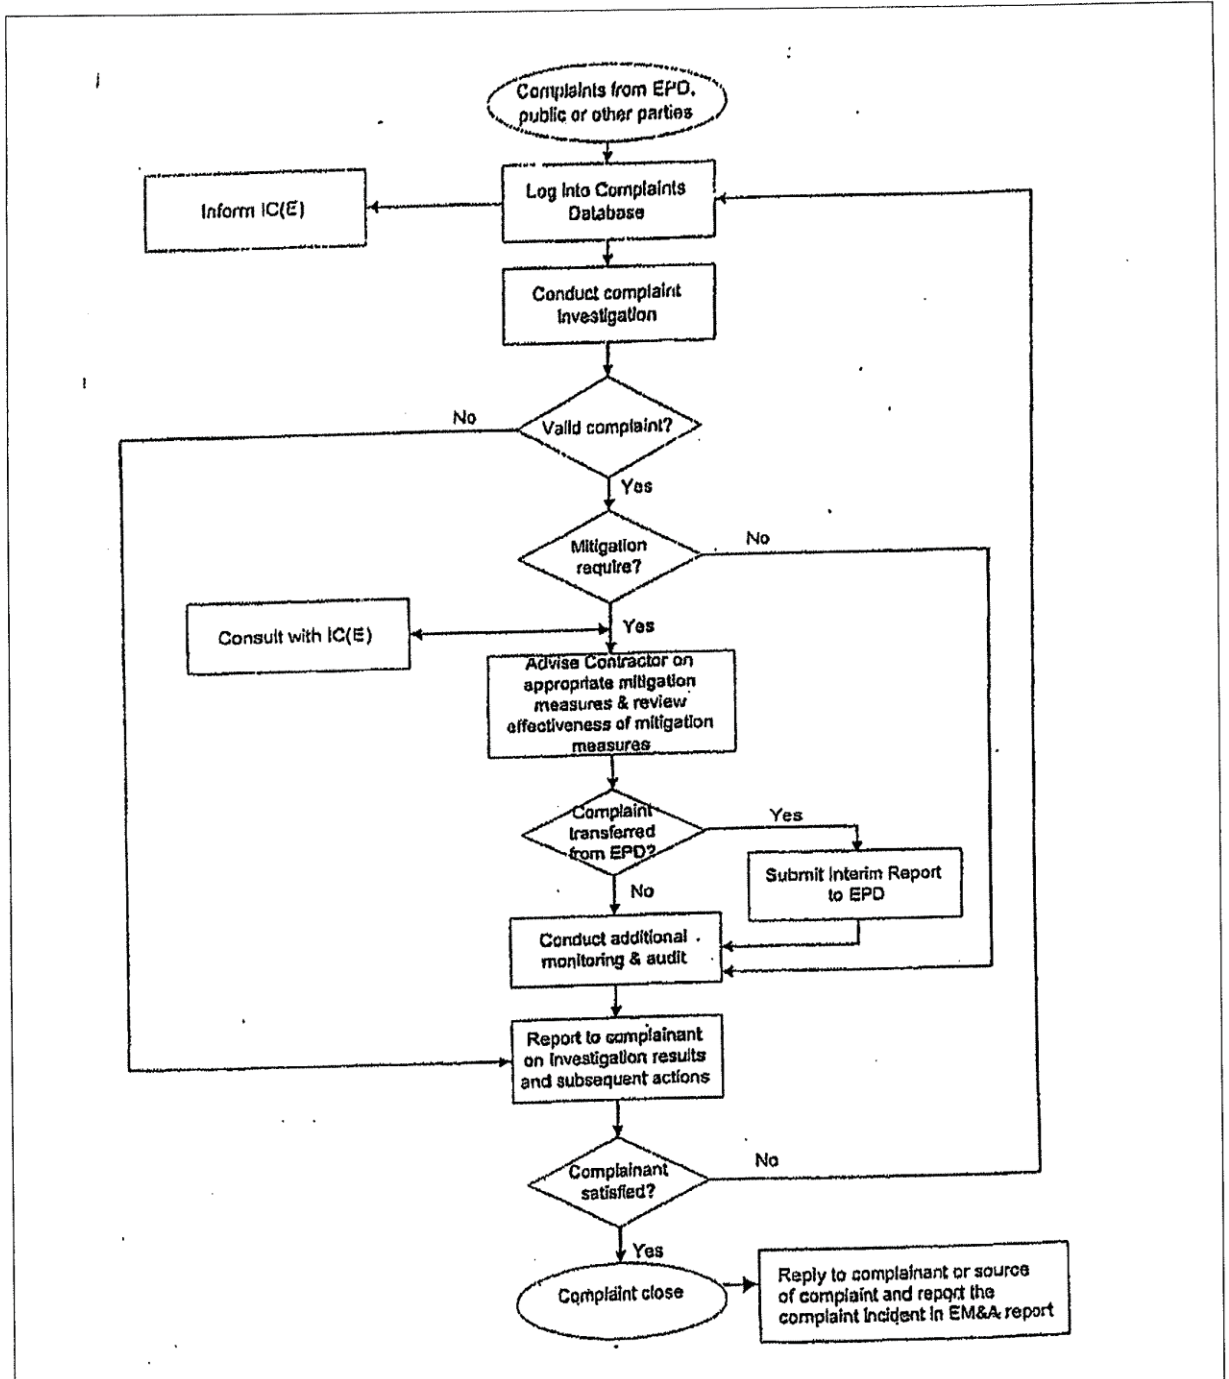 Complaints from EPD,
public or other parties
Inform IC(E)
Log Into Complaints
Database
Conduct complaint
Investigation
No
Valid complaint?
Yes
Mitigation
require?
No
Consult with IC(E)
Yes
Advise Contractor on
appropriate mitigation
measures & review
effectiveness of mitigation
measures
Complaint
transferred
from EPD?
Yes
Submit Interim Report
to EPD
No
Conduct additional
monitoring & audit
Report to complainant
on Investigation results
and subsequent actions
Complainant
satisfied?
No
Yes
Complaint close
Reply to complainant or source
of complaint and report the
complaint Incident in EM&A report